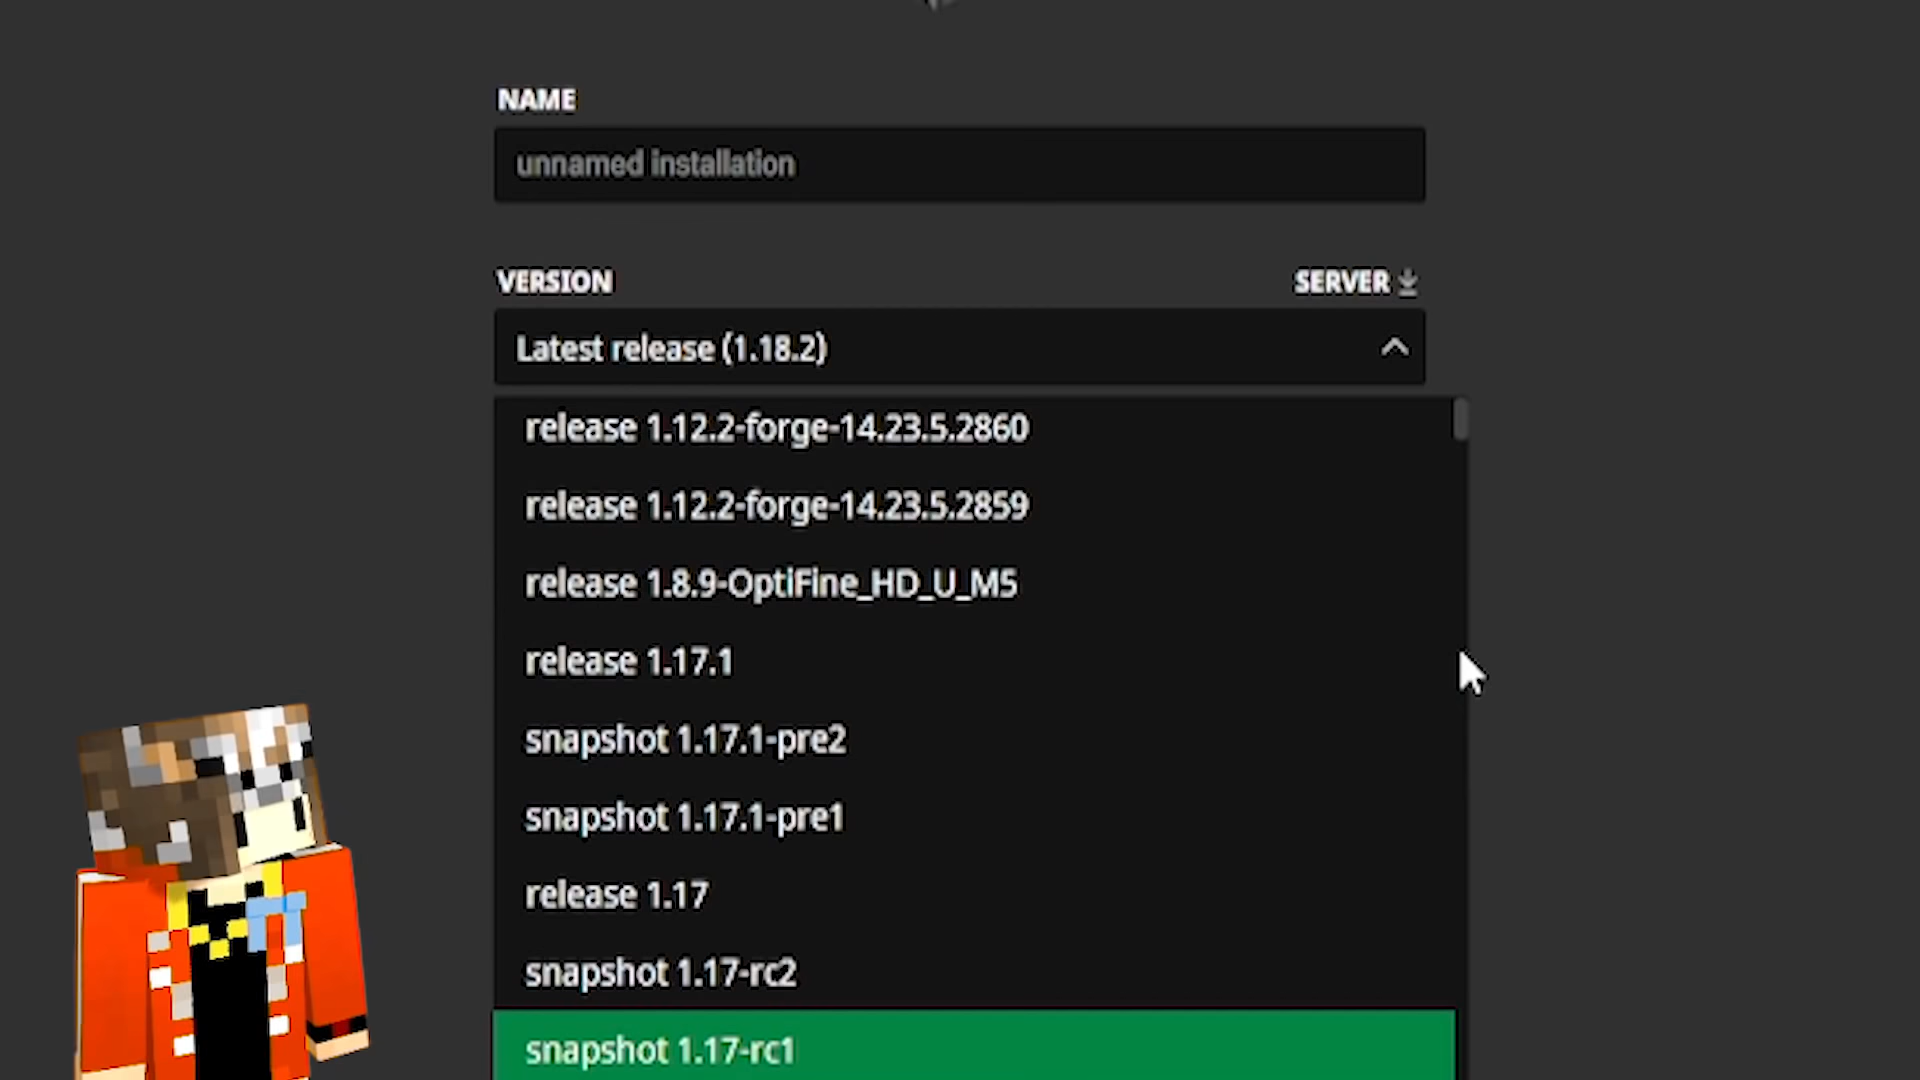 NAME
unnamed installation
VERSION
SERVER
Latest release (1.18.2)
release 1.12.2-forge-14.23.5.2860
release 1.12.2-forge-14.23.5.2859
release 1.8.9-OptiFine_HD_U_M5
release 1.17.1
snapshot 1.17.1-pre2
snapshot 1.17.1-pre1
release 1.17
snapshot 1.17-rc2
snapshot 1.17-rc1